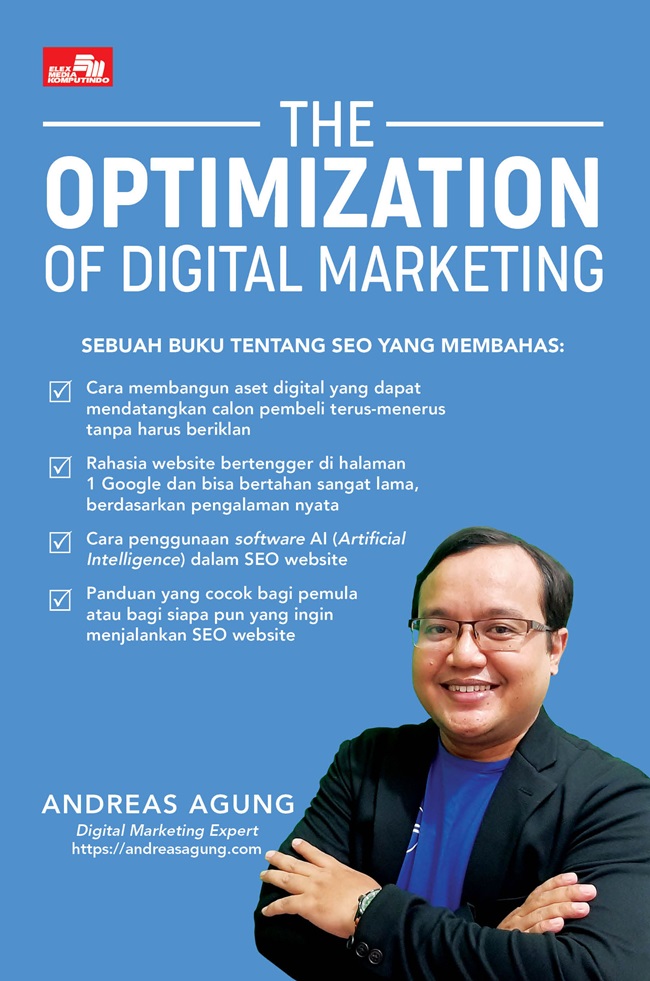 ELEX
MEDIA
KOMPUTINDO
THE
OPTIMIZATION
OF DIGITAL MARKETING
SEBUAH BUKU TENTANG SEO YANG MEMBAHAS:
Cara membangun aset digital yang dapat
mendatangkan calon pembeli terus-menerus
tanpa harus beriklan
Rahasia website bertengger di halaman
1 Google dan bisa bertahan sangat lama,
berdasarkan pengalaman nyata
Cara penggunaan software AI (Artificial
Intelligence) dalam SEO website
Panduan yang cocok bagi pemula
atau bagi siapa pun yang ingin
menjalankan SEO website
ANDREAS AGUNG
Digital Marketing Expert
https://andreasagung.com